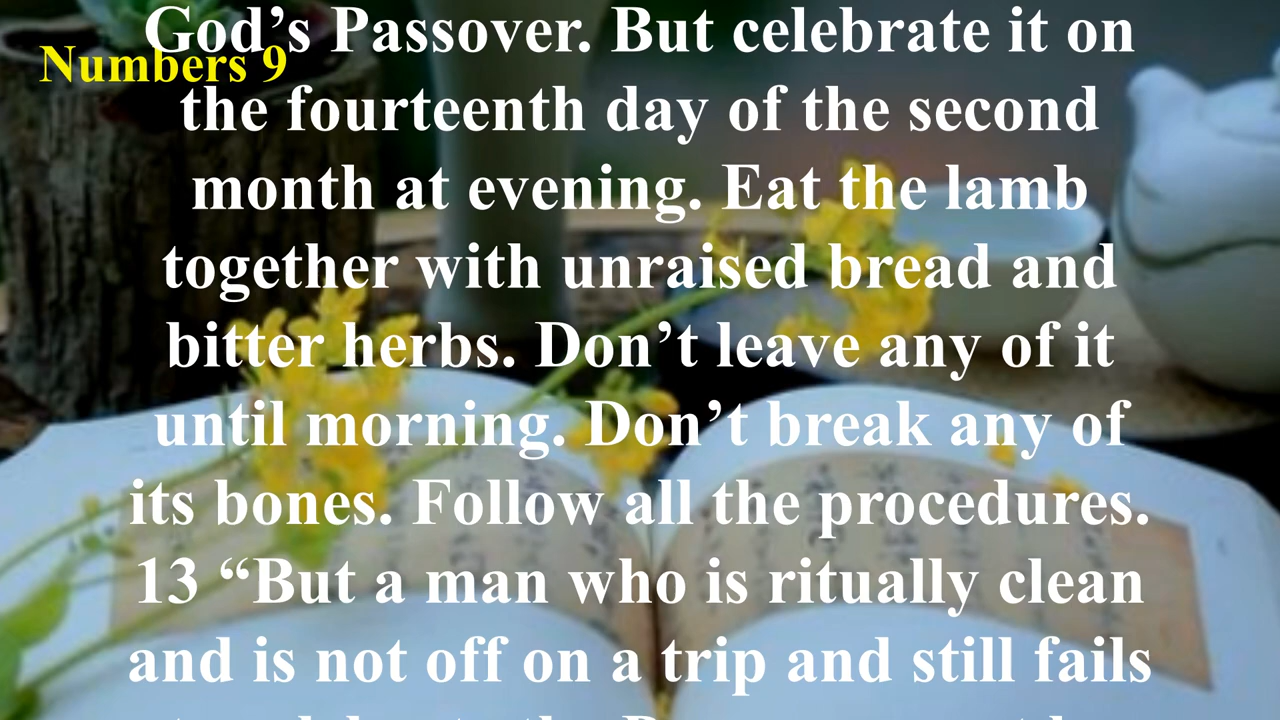 God’s Passover. But celebrate it on
Numbers 9
the fourteenth day of the second
month at evening. Eat the lamb
together with unraised bread and
bitter herbs. Don’t leave any of it
until morning. Don’t break any of
its bones. Follow all the procedures.
13 “But a man who is ritually clean
and is not off on a trip and still fails